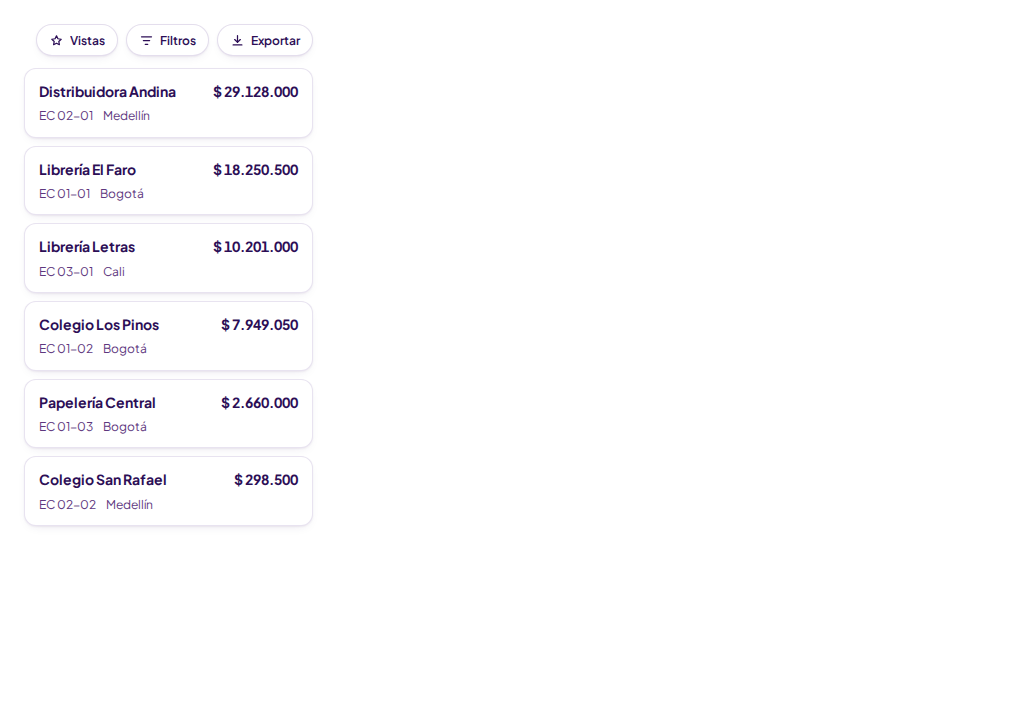 Vistas Filtros Exportar
Distribuidora Andina $ 29.128.000
EC 02-01 Medellín
Librería El Faro $ 18.250.500
EC 01-01 Bogotá
Librería Letras $ 10.201.000
EC 03-01 Cali
Colegio Los Pinos $ 7.949.050
EC 01-02 Bogotá
Papelería Central $ 2.660.000
EC 01-03 Bogotá
Colegio San Rafael $ 298.500
EC 02-02 Medellín